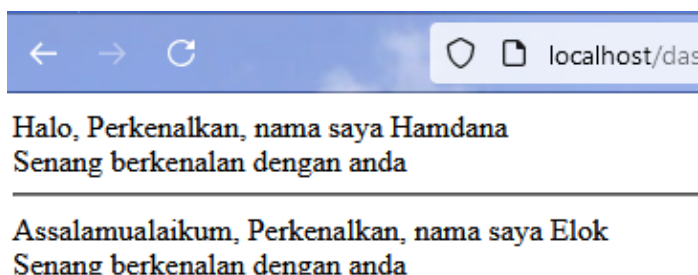 localhost/das
Halo, Perkenalkan, nama saya Hamdana
Senang berkenalan dengan anda
Assalamualaikum, Perkenalkan, nama saya Elok
Senang berkenalan dengan anda